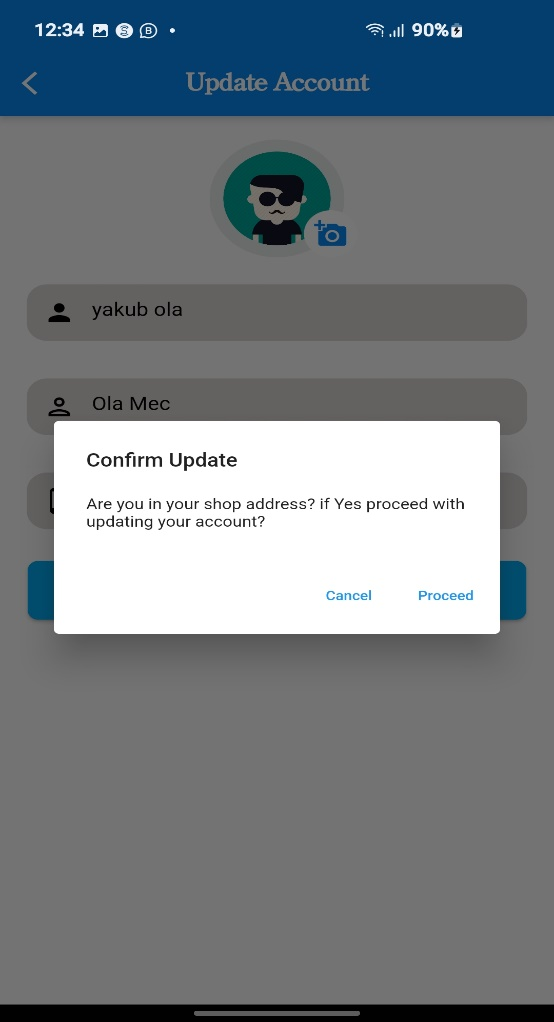 12:34
90%
Update Account
yakub ola
Ola Mec
Confirm Update
Are you in your shop address? if Yes proceed with
updating your account?
Cancel Proceed